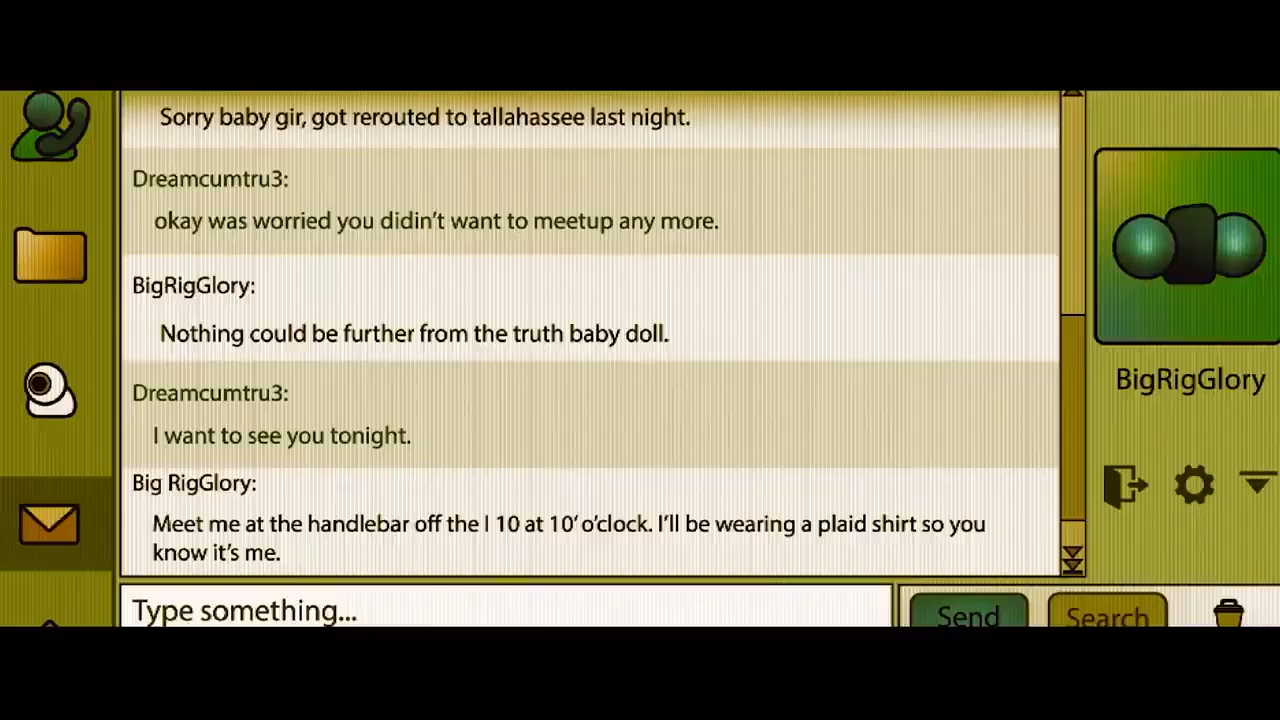 Sorry baby gir, got rerouted to tallahassee last night.
Dreamcumtru3:
okay was worried you didin't want to meetup any more.
BigRigGlory:
Nothing could be further from the truth baby doll.
Dreamcumtru3:
I want to see you tonight.
Big RigGlory:
Meet me at the handlebar off the I 10 at 10' o'clock. I'll be wearing a plaid shirt so you
know it's me.
Type something...
Send
Search
BigRigGlory